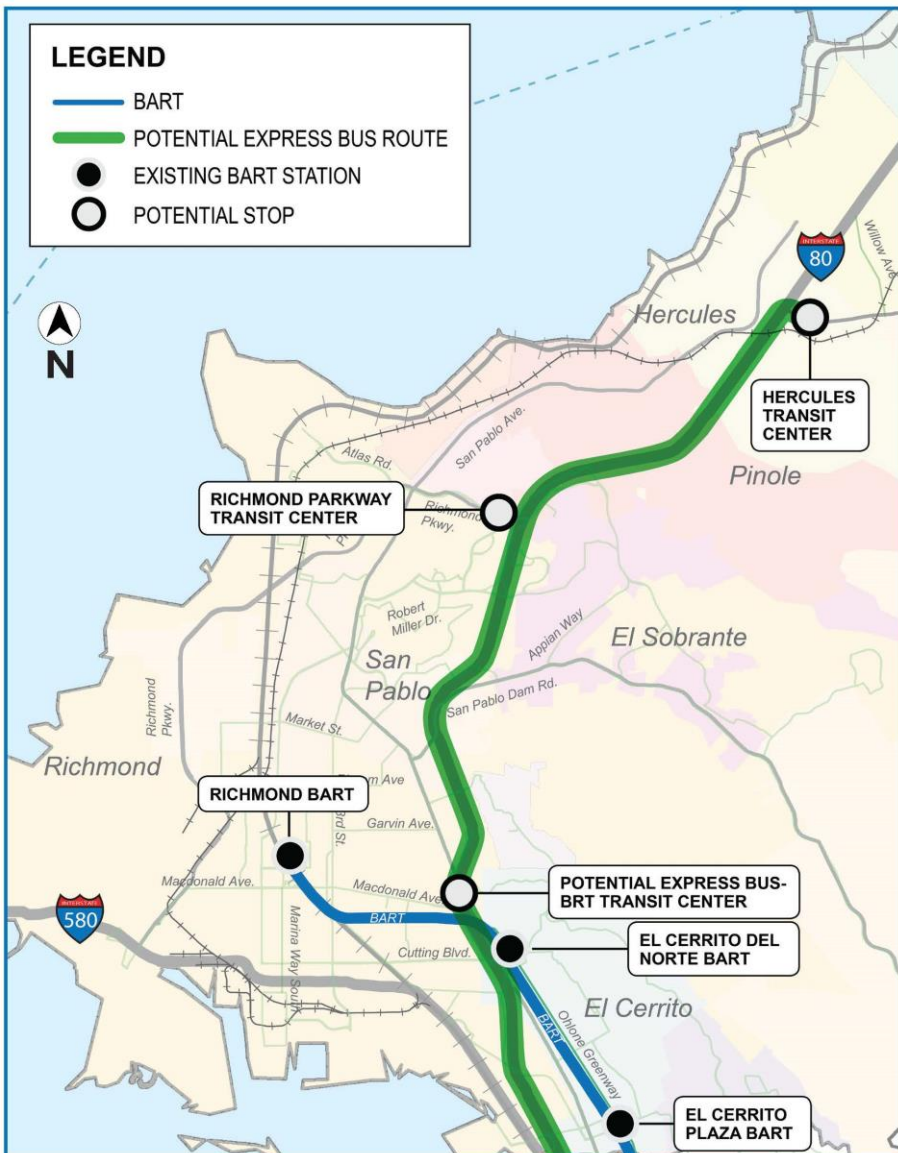 LEGEND
BART
POTENTIAL EXPRESS BUS ROUTE
EXISTING BART STATION
POTENTIAL STOP
N
INTERSTATE
80
Willow Ave.
Hercules
HERCULES
TRANSIT
CENTER
Pinole
San Pablo Ave.
Atlas Rd.
RICHMOND PARKWAY
TRANSIT CENTER
Richmond
Pkwy.
Robert
Miller Dr.
Appian Way
El Sobrante
San
Pablo
San Pablo Dam Rd.
Richmond
Pkwy.
Market St.
Richmond
RICHMOND BART
Ave
Garvin Ave.
Macdonald Ave.
Macdonald Ave.
POTENTIAL EXPRESS BUS-
BRT TRANSIT CENTER
INTERSTATE
580
BART
Cutting Blvd.
EL CERRITO DEL
NORTE BART
Marina Way South
El Cerrito
BART
Ohlone Greenway
EL CERRITO
PLAZA BART